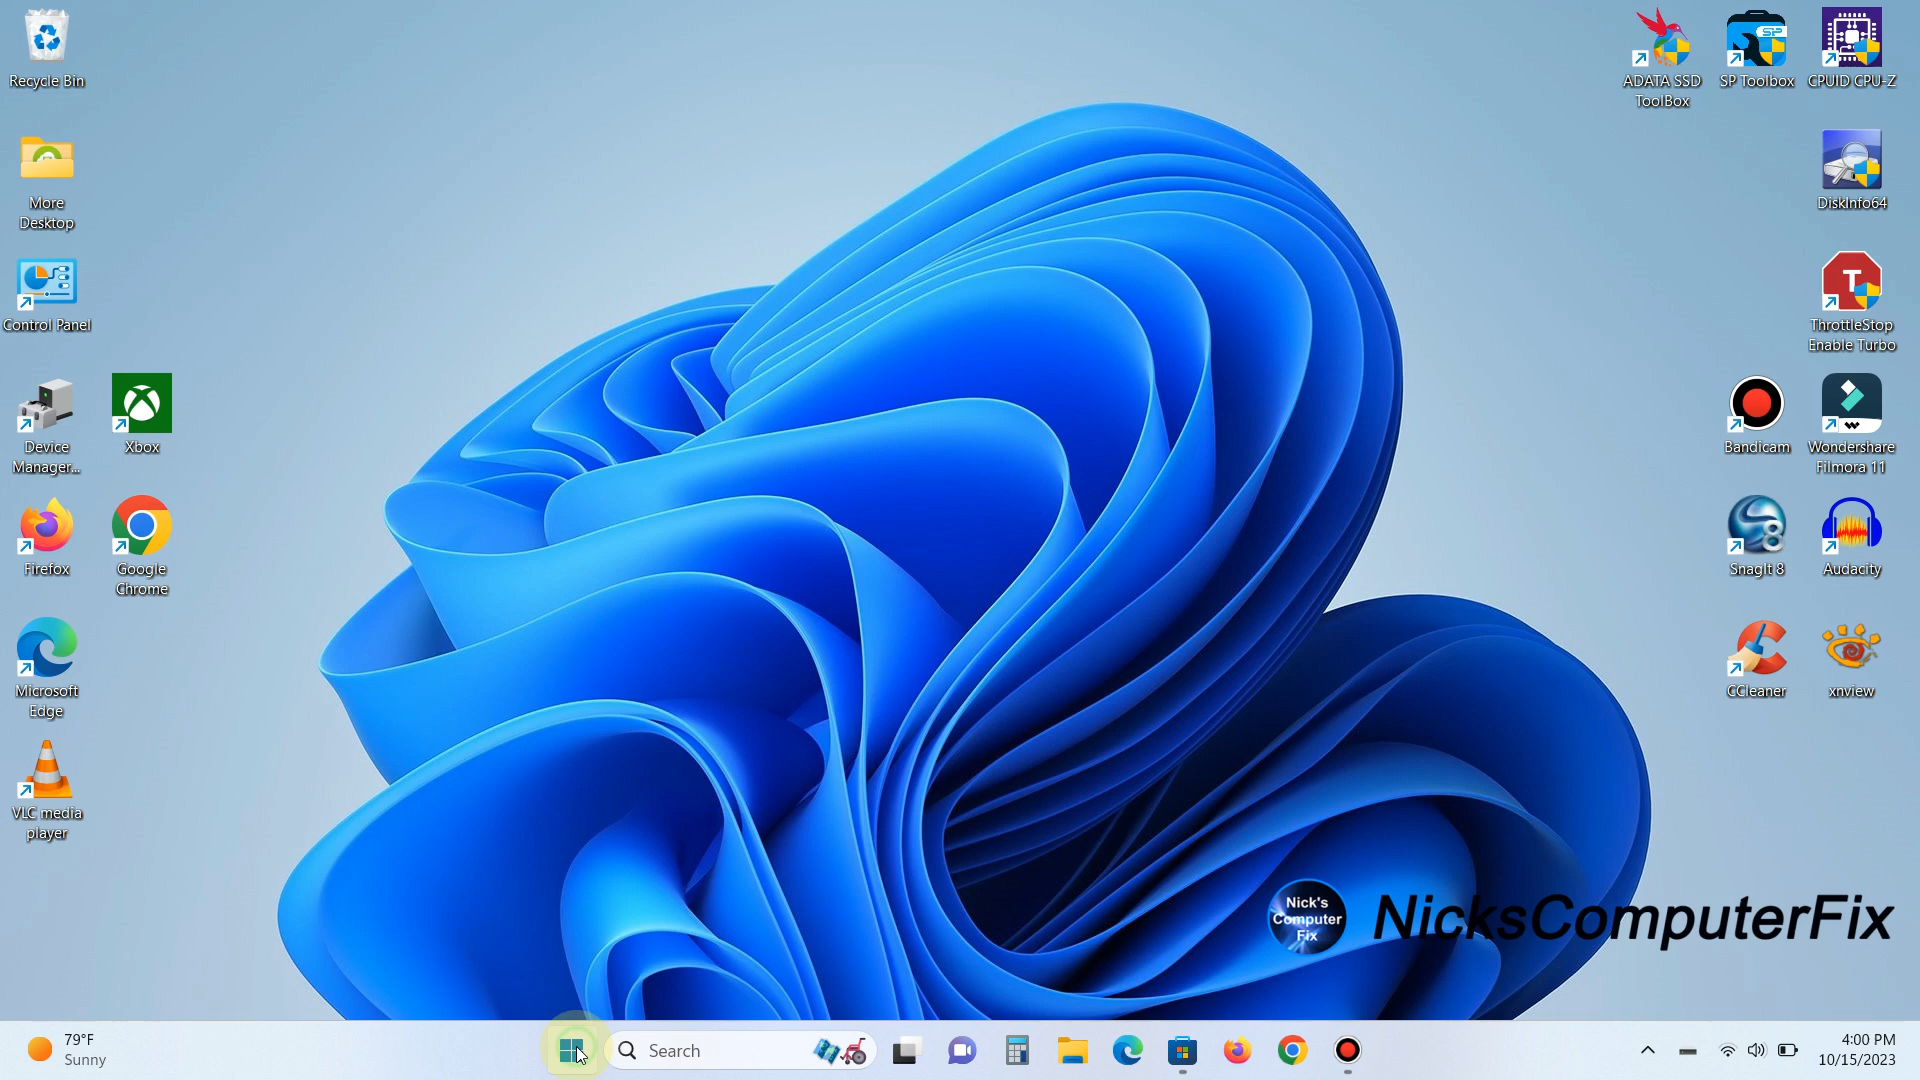 Recycle Bin
More
Desktop
Control Panel
Device
Manager...
Xbox
Firefox
Google
Chrome
Microsoft
Edge
VLC media
player
ADATA SSD
ToolBox
SP Toolbox
SP
CPUID CPU-Z
DiskInfo64
T
ThrottleStop
Enable Turbo
Bandicam
Wondershare
Filmora 11
SnagIt 8
Audacity
CCleaner
xnview
Nick's
Computer
Fix
NicksComputerFix
79°F
Sunny
Search
4:00 PM
10/15/2023